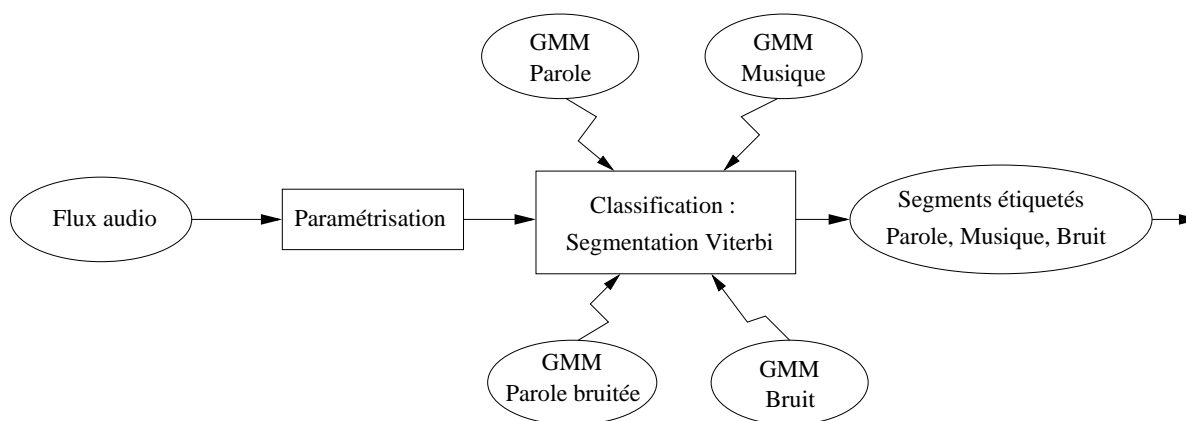 GMM
Parole
GMM
Musique
Flux audio
Paramétrisation
Classification :
Segmentation Viterbi
Segments étiquetés
Parole, Musique, Bruit
GMM
Parole bruitée
GMM
Bruit